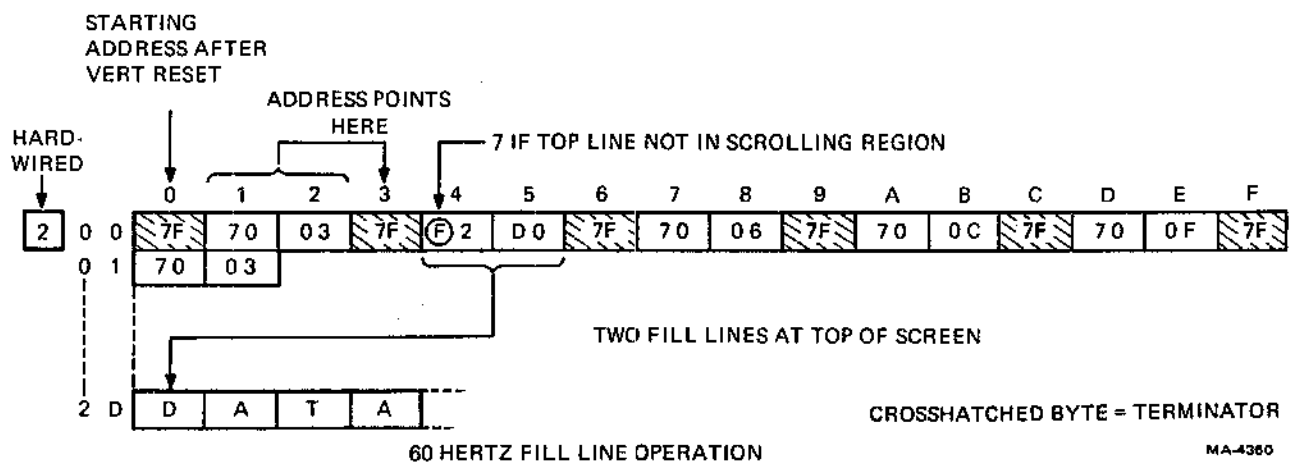 STARTING
ADDRESS AFTER
VERT RESET
ADDRESS POINTS
HERE
HARD-
WIRED
7 IF TOP LINE NOT IN SCROLLING REGION
0 1 2 3 4 5 6 7 8 9 A B C D E F
2 0 0 7F 70 03 7F F 2 D0 7F 70 06 7F 70 0C 7F 70 0F 7F
0 1 70 03
TWO FILL LINES AT TOP OF SCREEN
2 D D A T A
CROSSHATCHED BYTE = TERMINATOR
60 HERTZ FILL LINE OPERATION
MA-4360